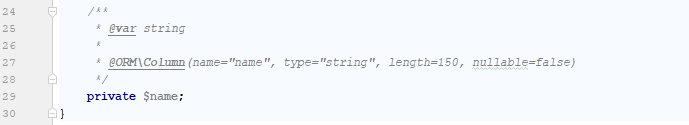 24 /**
25 * @var string
26 *
27 * @ORM\Column(name="name", type="string", length=150, nullable=false)
28 */
29 private $name;
30 }